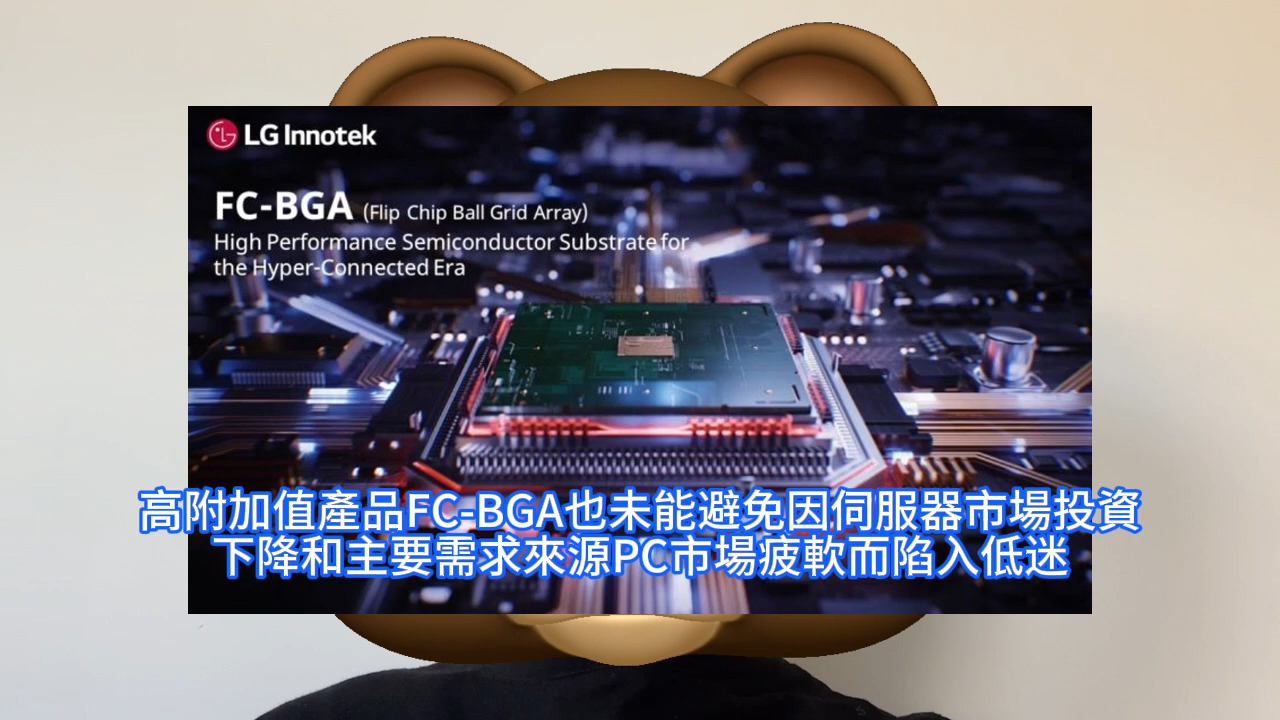 LG Innotek
FC-BGA (Flip Chip Ball Grid Array)
High Performance Semiconductor Substrate for
the Hyper-Connected Era
高附加值產品FC-BGA也未能避免因伺服器市場投資
下降和主要需求來源PC市場疲軟而陷入低迷